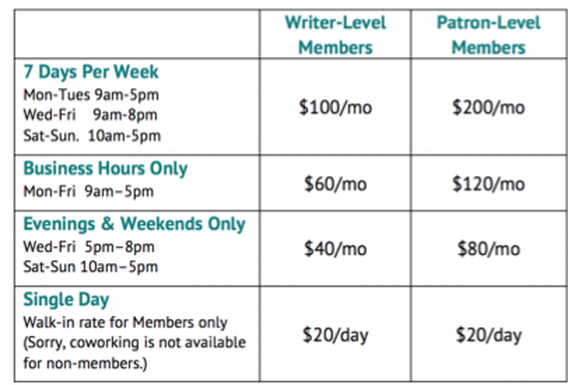 Writer-Level
Members
Patron-Level
Members
7 Days Per Week
Mon-Tues 9am-5pm
Wed-Fri 9am-8pm
Sat-Sun. 10am-5pm
$100/mo
$200/mo
Business Hours Only
Mon-Fri 9am–5pm
$60/mo
$120/mo
Evenings & Weekends Only
Wed-Fri 5pm–8pm
Sat-Sun 10am–5pm
$40/mo
$80/mo
Single Day
Walk-in rate for Members only
(Sorry, coworking is not available
for non-members.)
$20/day
$20/day